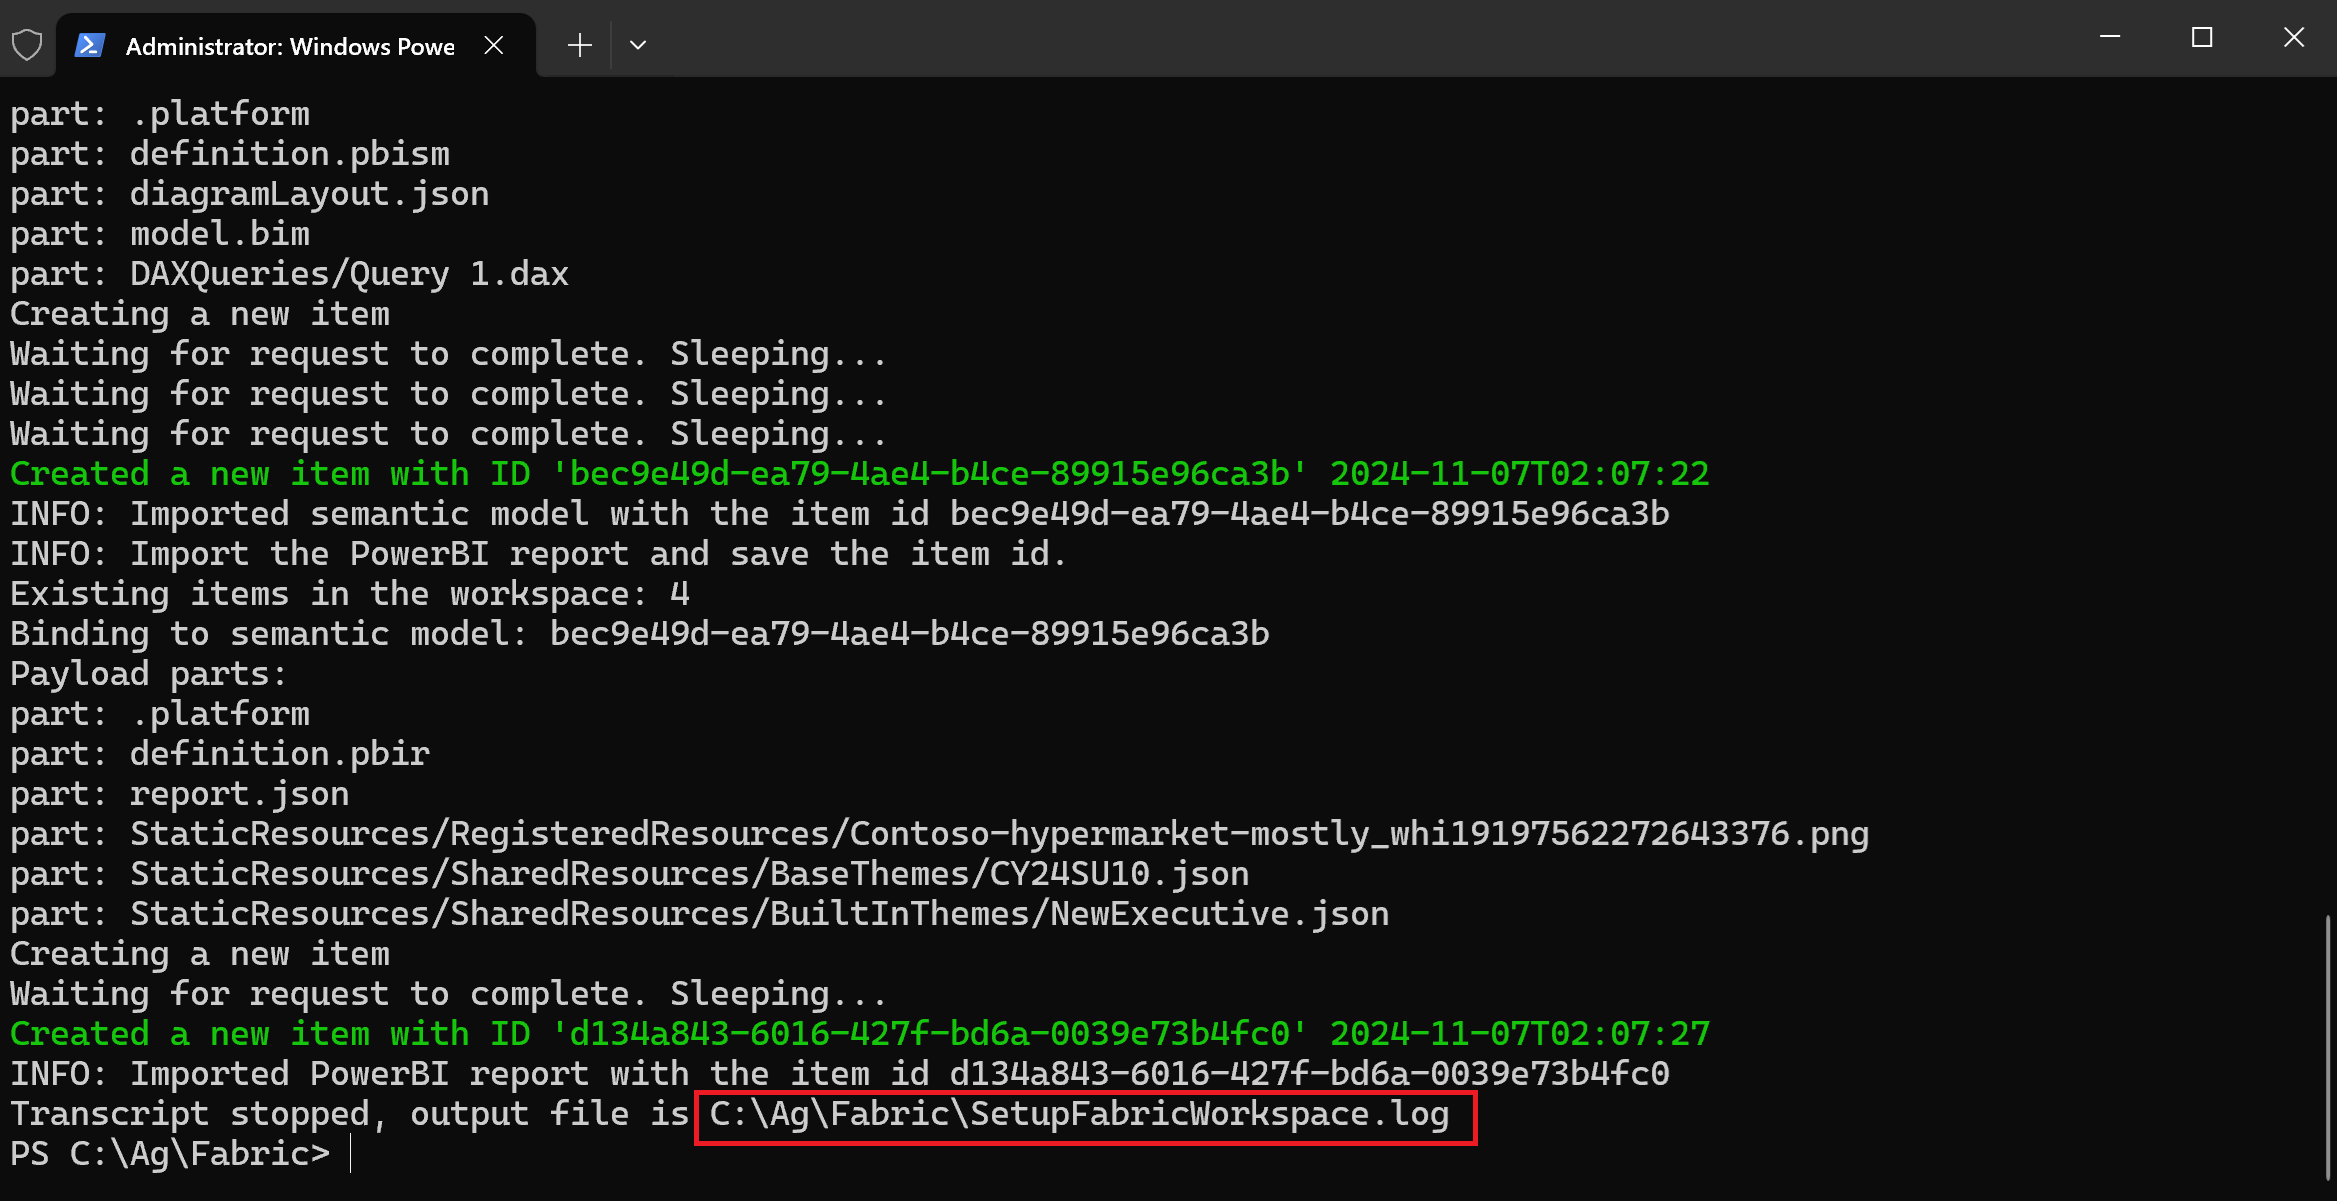 Administrator: Windows Powe
part: .platform
part: definition.pbism
part: diagramLayout.json
part: model.bim
part: DAXQueries/Query 1.dax
Creating a new item
Waiting for request to complete. Sleeping...
Waiting for request to complete. Sleeping...
Waiting for request to complete. Sleeping...
Created a new item with ID 'bec9e49d-ea79-4ae4-b4ce-89915e96ca3b' 2024-11-07T02:07:22
INFO: Imported semantic model with the item id bec9e49d-ea79-4ae4-b4ce-89915e96ca3b
INFO: Import the PowerBI report and save the item id.
Existing items in the workspace: 4
Binding to semantic model: bec9e49d-ea79-4ae4-b4ce-89915e96ca3b
Payload parts:
part: .platform
part: definition.pbir
part: report.json
part: StaticResources/RegisteredResources/Contoso-hypermarket-mostly_whi19197562272643376.png
part: StaticResources/SharedResources/BaseThemes/CY24SU10.json
part: StaticResources/SharedResources/BuiltInThemes/NewExecutive.json
Creating a new item
Waiting for request to complete. Sleeping...
Created a new item with ID 'd134a843-6016-427f-bd6a-0039e73b4fc0' 2024-11-07T02:07:27
INFO: Imported PowerBI report with the item id d134a843-6016-427f-bd6a-0039e73b4fc0
Transcript stopped, output file is C:\Ag\Fabric\SetupFabricWorkspace.log
PS C:\Ag\Fabric>